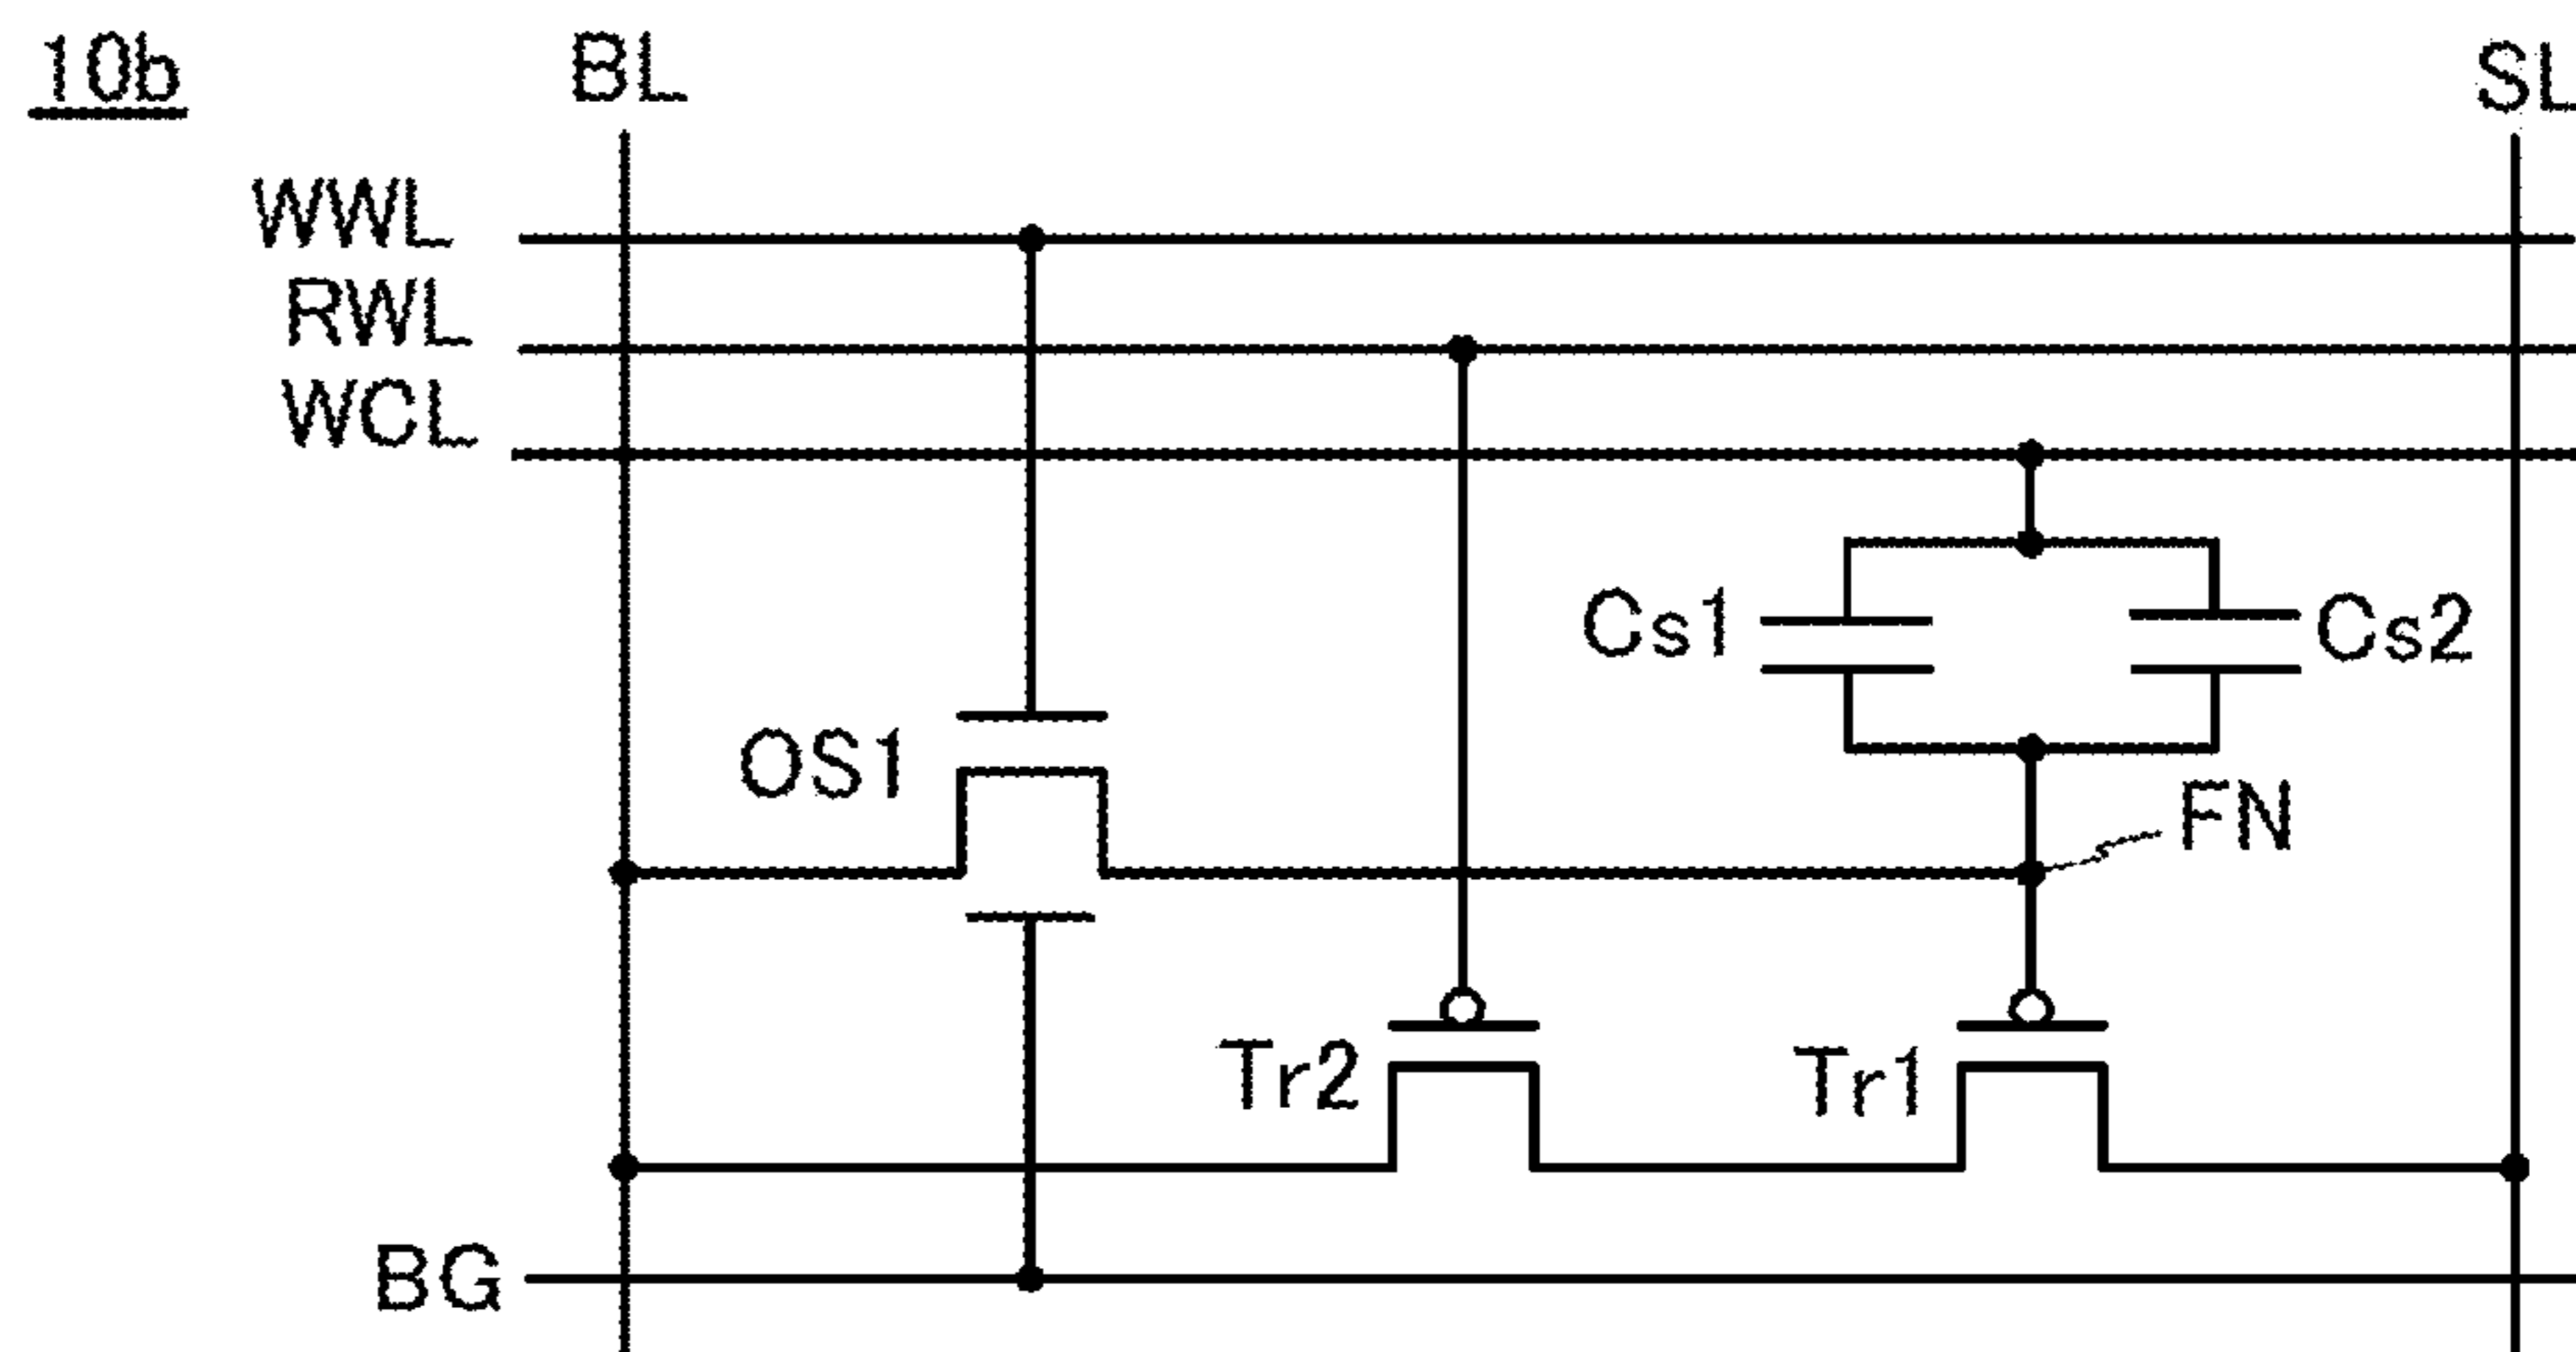 10b
BL
SL
WWL
RWL
WCL
Cs1
Cs2
OS1
FN
Tr2
Tr1
BG